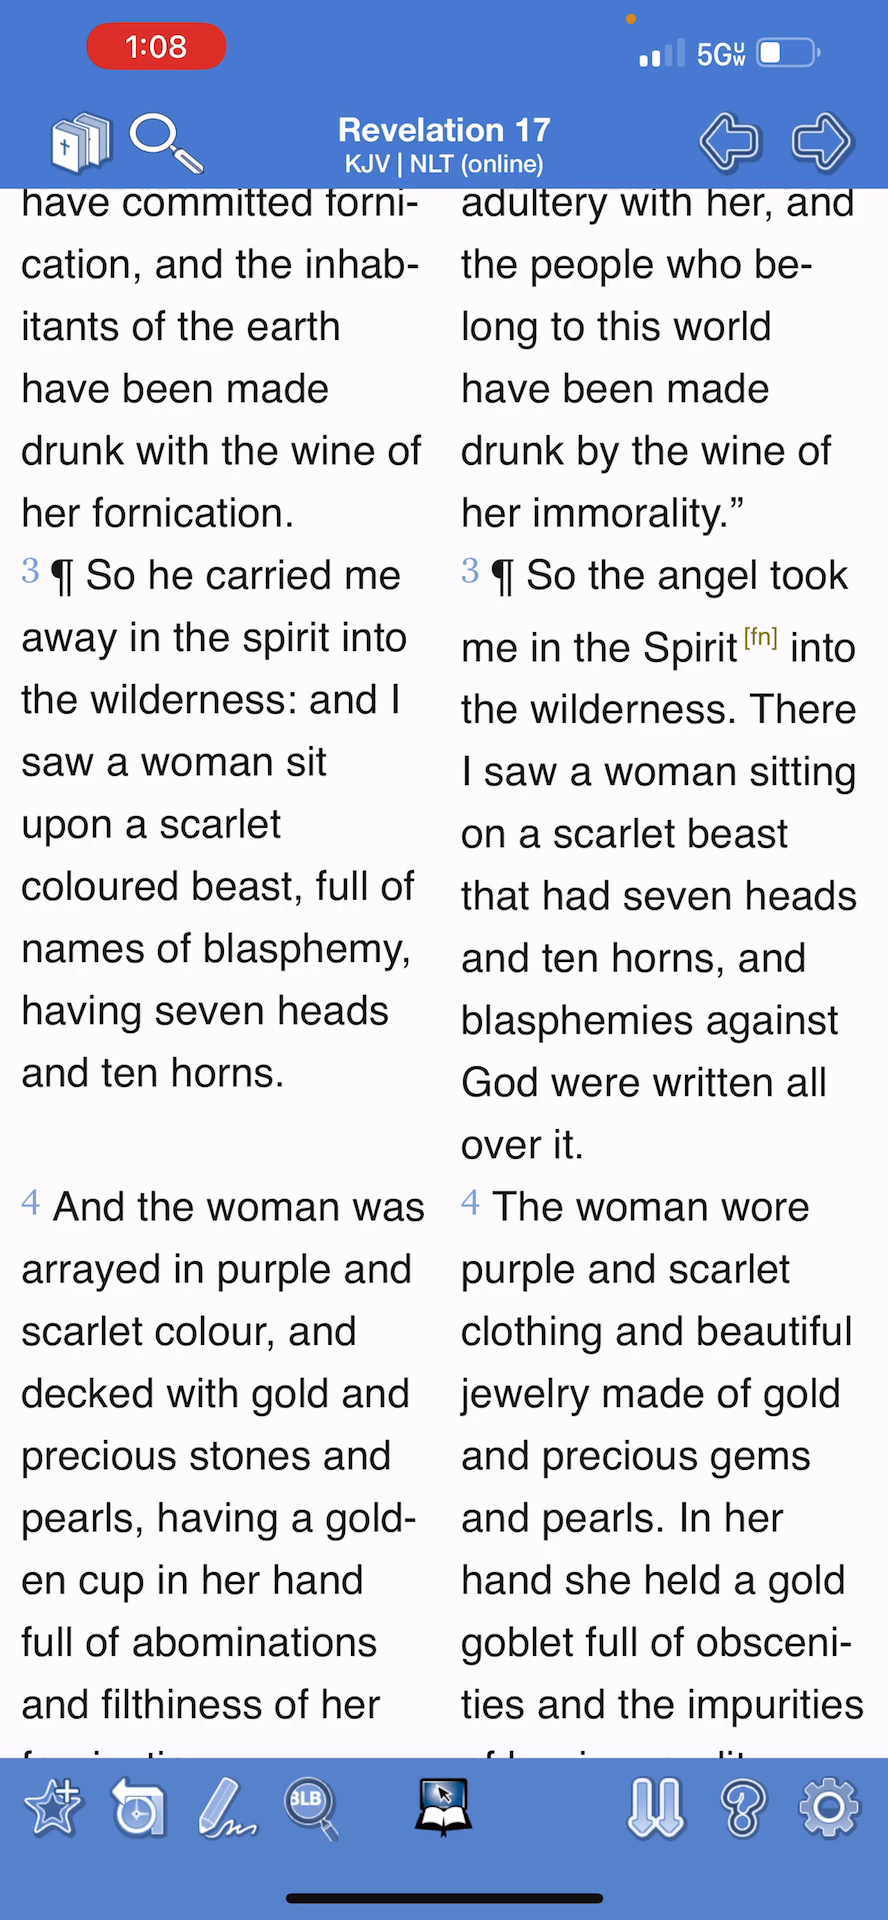 1:08
5G UW
Revelation 17
KJV | NLT (online)
have committed forni-
cation, and the inhab-
itants of the earth
have been made
drunk with the wine of
her fornication.
3 ¶ So he carried me
away in the spirit into
the wilderness: and I
saw a woman sit
upon a scarlet
coloured beast, full of
names of blasphemy,
having seven heads
and ten horns.
4 And the woman was
arrayed in purple and
scarlet colour, and
decked with gold and
precious stones and
pearls, having a gold-
en cup in her hand
full of abominations
and filthiness of her
adultery with her, and
the people who be-
long to this world
have been made
drunk by the wine of
her immorality.”
3 ¶ So the angel took
me in the Spirit [fn] into
the wilderness. There
I saw a woman sitting
on a scarlet beast
that had seven heads
and ten horns, and
blasphemies against
God were written all
over it.
4 The woman wore
purple and scarlet
clothing and beautiful
jewelry made of gold
and precious gems
and pearls. In her
hand she held a gold
goblet full of obsceni-
ties and the impurities
BLB